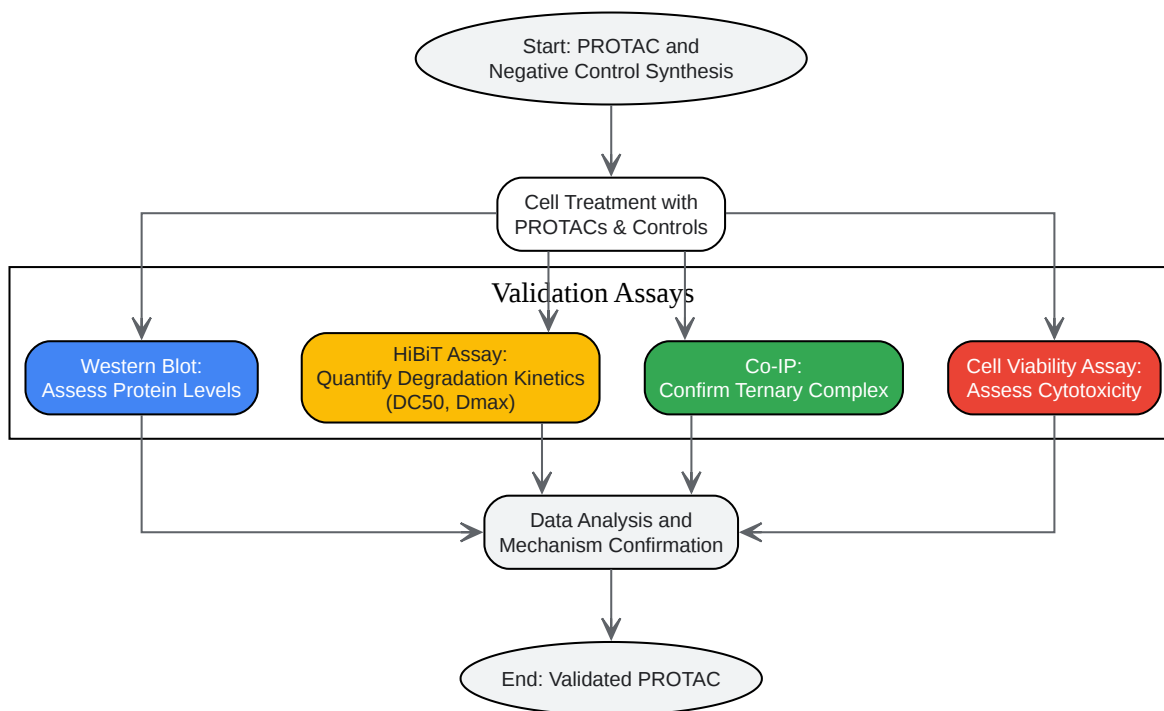 Start: PROTAC and
Negative Control Synthesis
Cell Treatment with
PROTACs & Controls
Validation Assays
Western Blot:
Assess Protein Levels
HiBiT Assay:
Quantify Degradation Kinetics
(DC50, Dmax)
Co-IP:
Confirm Ternary Complex
Cell Viability Assay:
Assess Cytotoxicity
Data Analysis and
Mechanism Confirmation
End: Validated PROTAC